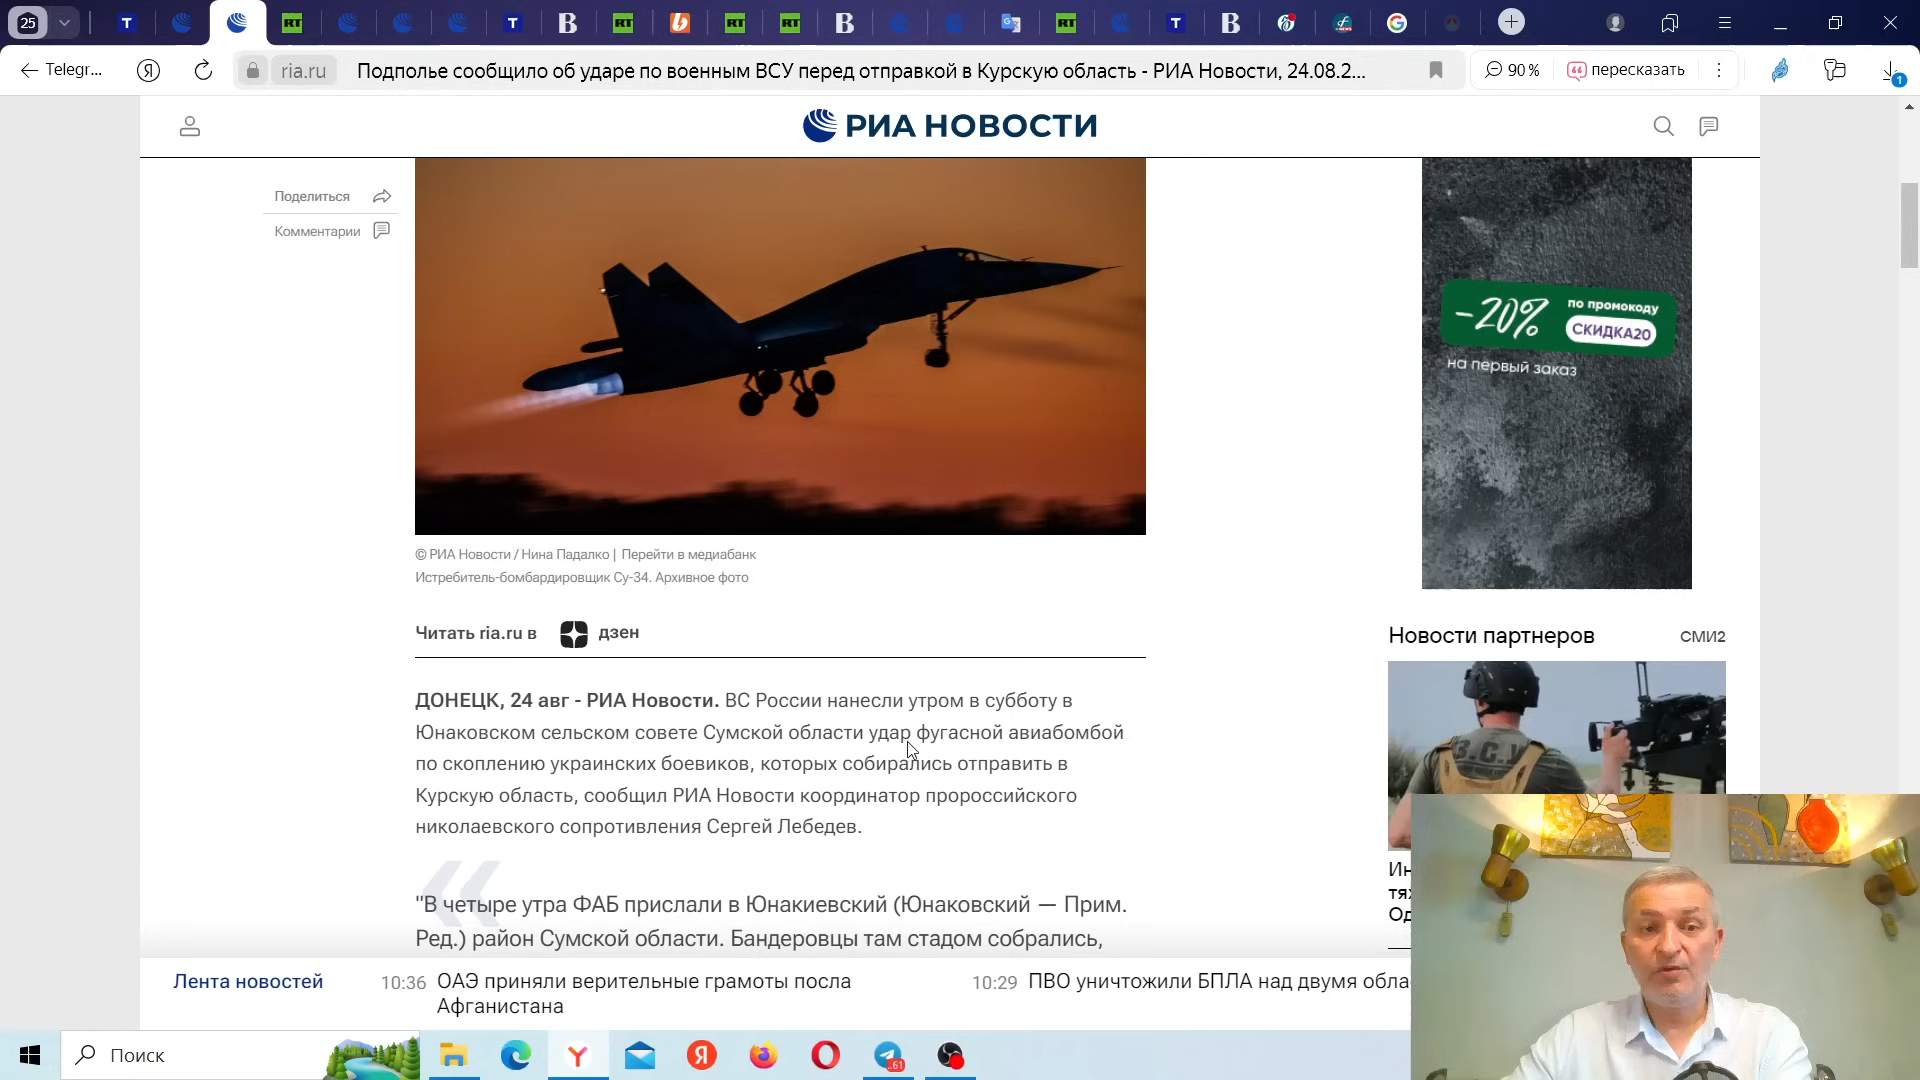 25
Telegr...
ria.ru
Подполье сообщило об ударе по военным ВСУ перед отправкой в Курскую область - РИА Новости, 24.08.2...
90 %
пересказать
1
РИА НОВОСТИ
Поделиться
Комментарии
-20% по промокоду
СКИДКА20
на первый заказ
© РИА Новости / Нина Падалко | Перейти в медиабанк
Истребитель-бомбардировщик Су-34. Архивное фото
Читать ria.ru в дзен
Новости партнеров СМИ2
ДОНЕЦК, 24 авг - РИА Новости. ВС России нанесли утром в субботу в
Юнаковском сельском совете Сумской области удар фугасной авиабомбой
по скоплению украинских боевиков, которых собирались отправить в
Курскую область, сообщил РИА Новости координатор пророссийского
николаевского сопротивления Сергей Лебедев.
"В четыре утра ФАБ прислали в Юнакиевский (Юнаковский — Прим.
Ред.) район Сумской области. Бандеровцы там стадом собрались,
З.С.У
Ин
тя
Од
Лента новостей
10:36 ОАЭ приняли верительные грамоты посла
Афганистана
10:29 ПВО уничтожили БПЛА над двумя обла
Поиск
61